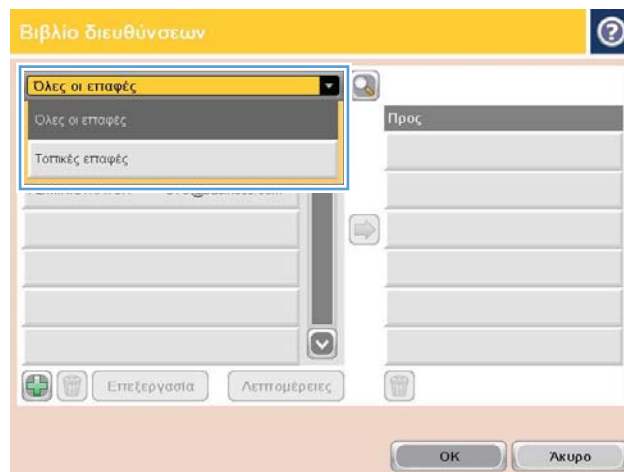 Βιβλίο διευθύνσεων
Όλες οι επαφές
Όλες οι επαφές
Τοπικές επαφές
Προς
Επεξεργασία
Λεπτομέρειες
OK
Άκυρο